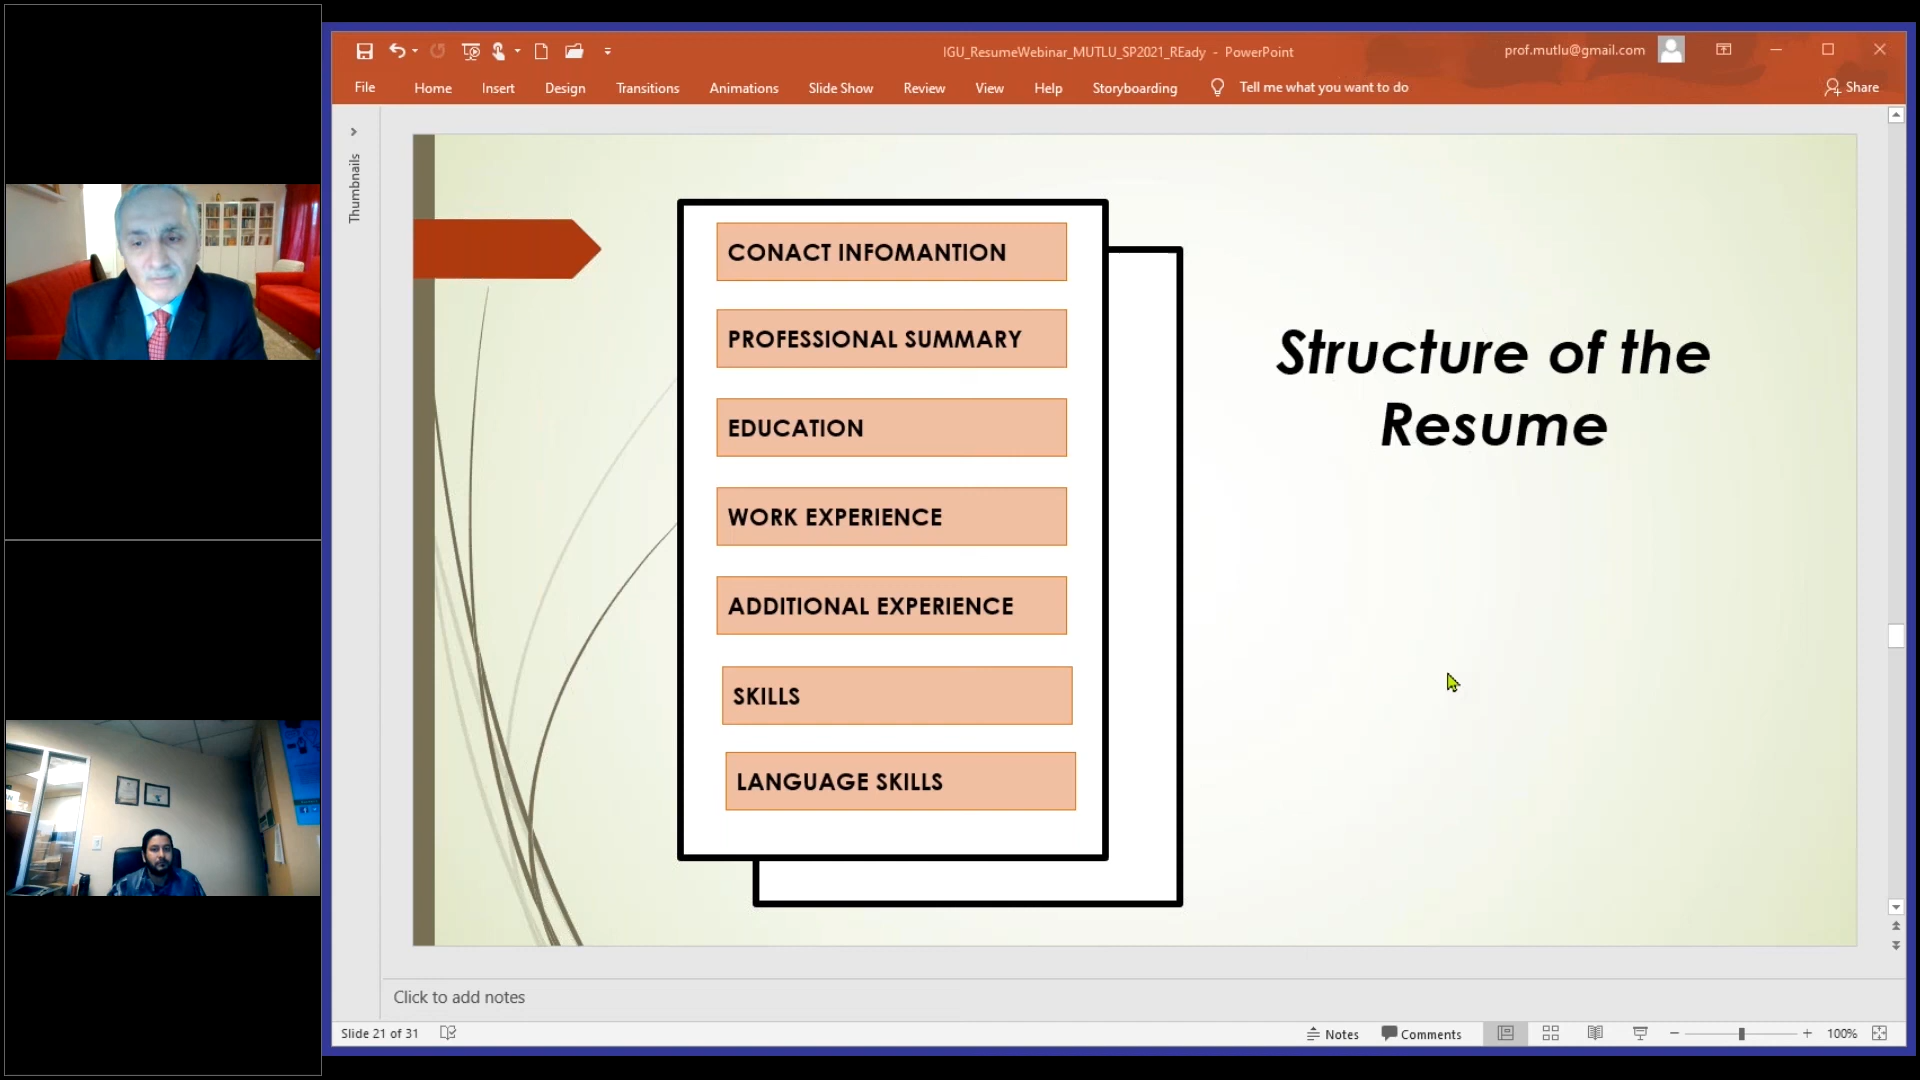 IGU_ResumeWebinar_MUTLU_SP2021_REady - PowerPoint
prof.mutlu@gmail.com
File Home Insert Design Transitions Animations Slide Show Review View Help Storyboarding Tell me what you want to do Share
Thumbnails
CONACT INFOMANTION
PROFESSIONAL SUMMARY
EDUCATION
WORK EXPERIENCE
ADDITIONAL EXPERIENCE
SKILLS
LANGUAGE SKILLS
Structure of the
Resume
Click to add notes
Slide 21 of 31
Notes Comments 100%